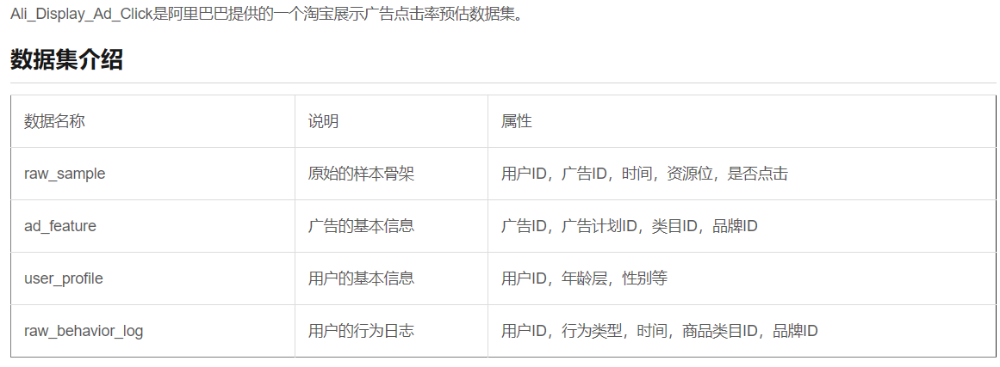 Ali_Display_Ad_Click是阿里巴巴提供的一个淘宝展示广告点击率预估数据集。
数据集介绍
数据名称 说明 属性
raw_sample 原始的样本骨架 用户ID，广告ID，时间，资源位，是否点击
ad_feature 广告的基本信息 广告ID，广告计划ID，类目ID，品牌ID
user_profile 用户的基本信息 用户ID，年龄层，性别等
raw_behavior_log 用户的行为日志 用户ID，行为类型，时间，商品类目ID，品牌ID